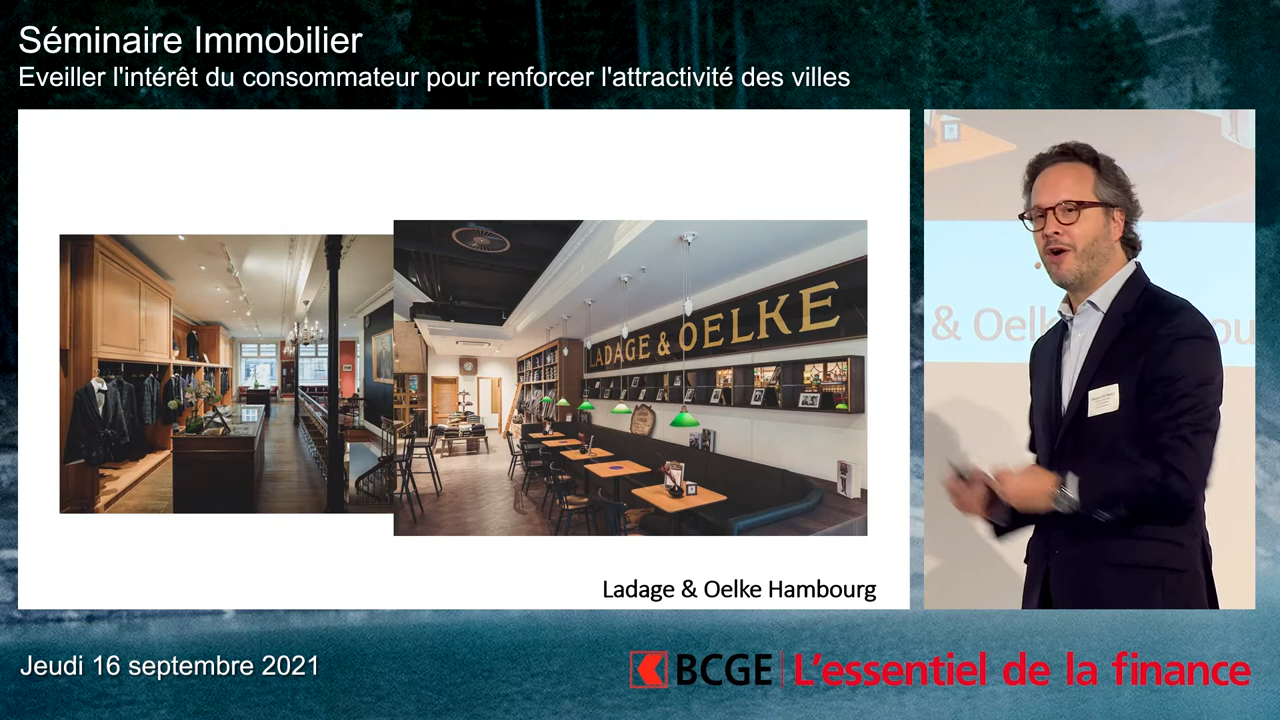 Séminaire Immobilier
Eveiller l'intérêt du consommateur pour renforcer l'attractivité des villes
LADAGE & OELKE
Ladage & Oelke Hambourg
& Oelk
ou
Jeudi 16 septembre 2021
BCGE L'essentiel de la finance